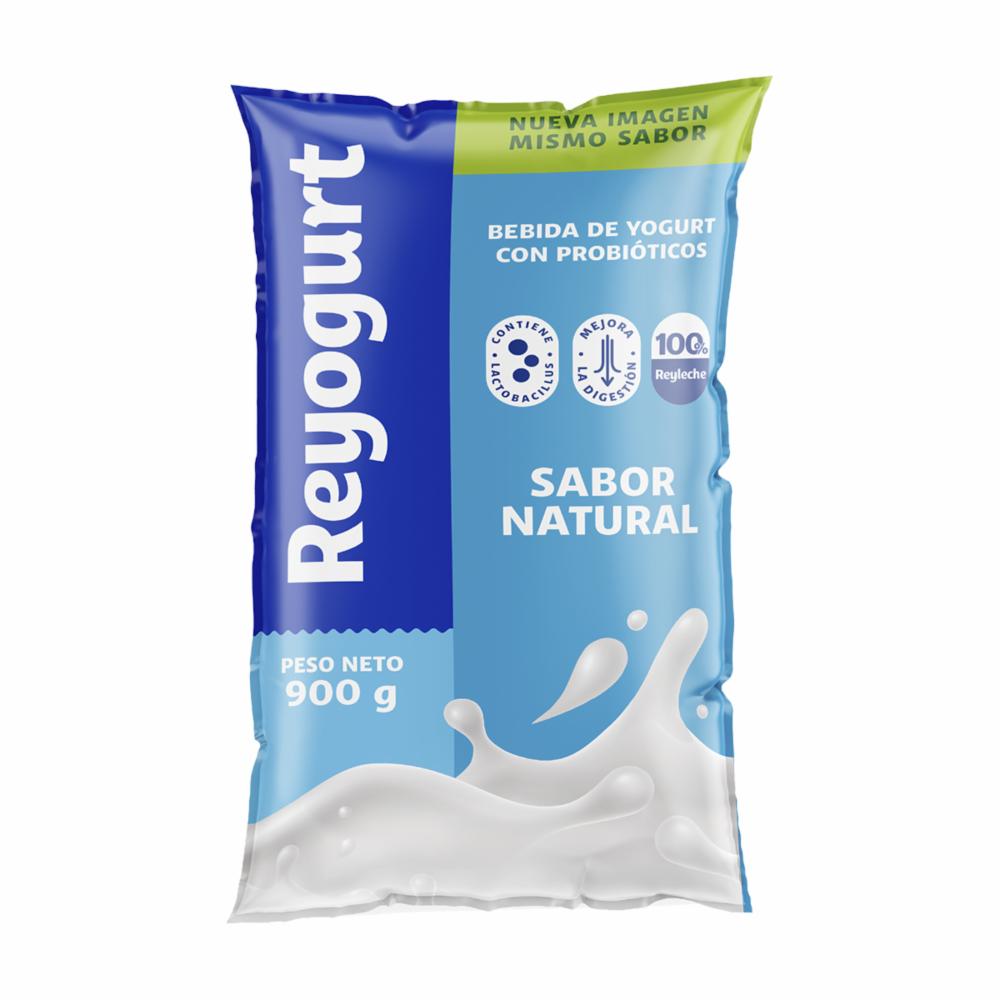 Reyogurt
NUEVA IMAGEN
MISMO SABOR
BEBIDA DE YOGURT
CON PROBIÓTICOS
CONTIENE
• LACTOBACILLUS •
MEJORA
• LA DIGESTIÓN •
100%
Reyleche
SABOR
NATURAL
PESO NETO
900 g